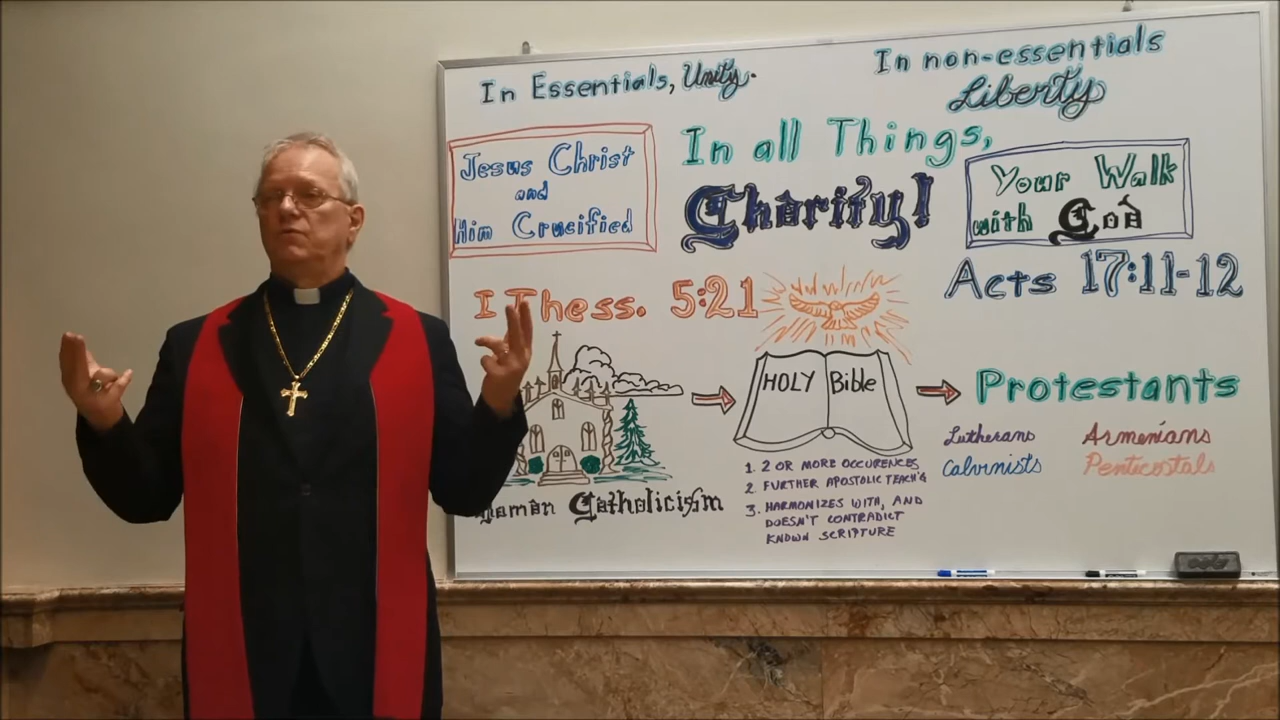 In Essentials, Unity.
In non-essentials
Liberty
In all Things,
Charity!
Jesus Christ
and
Him Crucified
Your Walk
with God
Acts 17:11-12
I Thess. 5:21
HOLY Bible
Protestants
Lutherans
Armenians
Calvinists
Penticostals
1. 2 OR MORE OCCURENCES
2 FURTHER APOSTOLIC TEACH'G
3. HARMONIZES WITH, AND
DOESN'T CONTRADICT
KNOWN SCRIPTURE
Catholicism